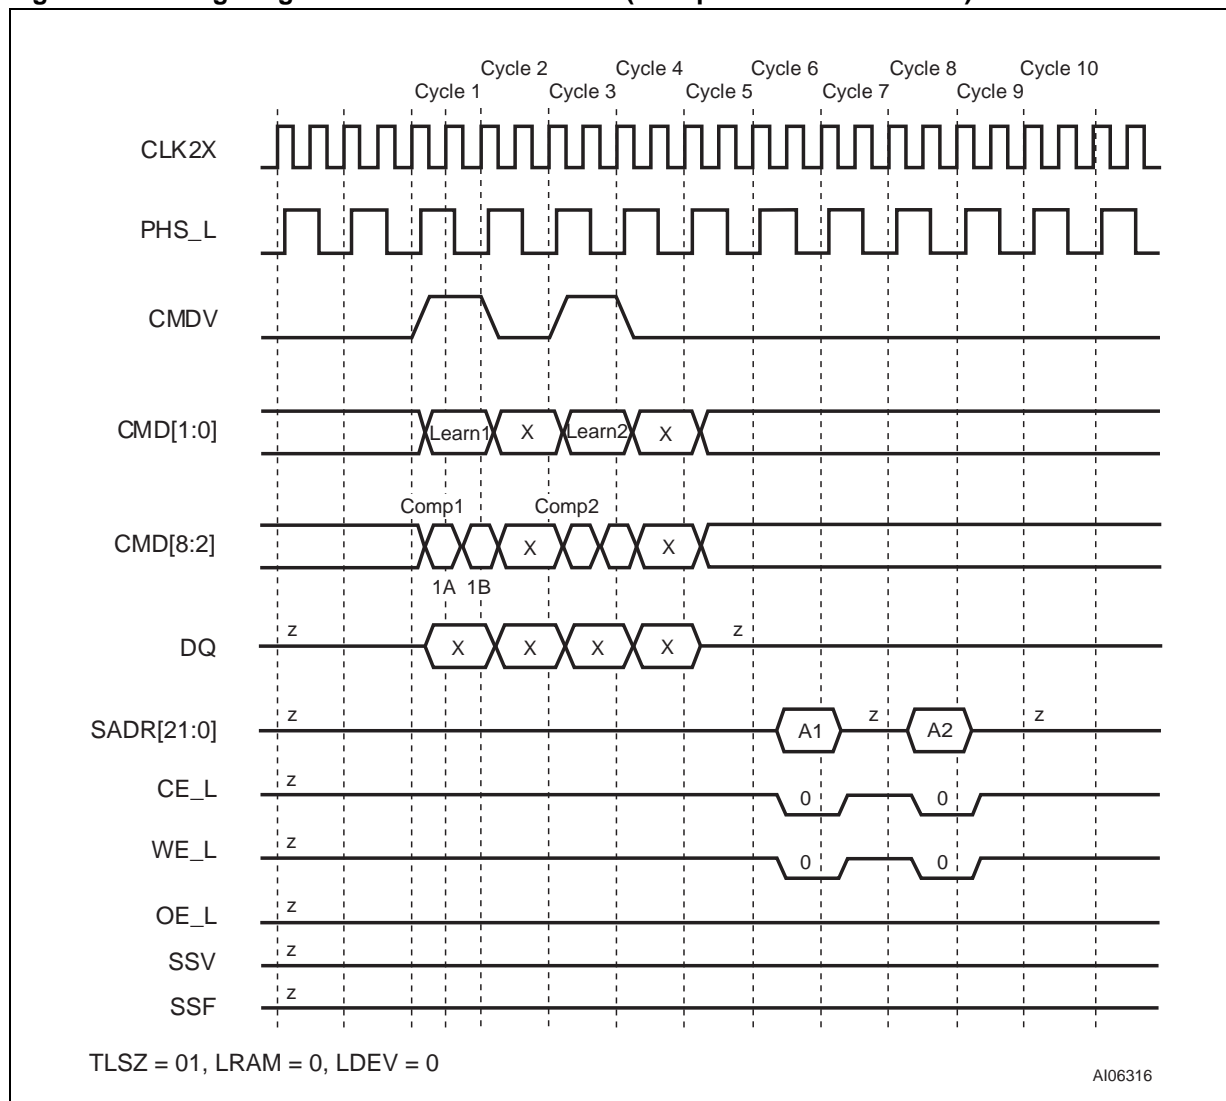 Cycle 2 Cycle 4 Cycle 6 Cycle 8 Cycle 10
Cycle 1 Cycle 3 Cycle 5 Cycle 7 Cycle 9
CLK2X
PHS_L
CMDV
CMD[1:0] Learn1 X Learn2 X
Comp1 Comp2
CMD[8:2] X X
1A 1B
DQ z X X X X z
SADR[21:0] z A1 z A2 z
CE_L z 0 0
WE_L z 0 0
OE_L z
SSV z
SSF z
TLSZ = 01, LRAM = 0, LDEV = 0
AI06316